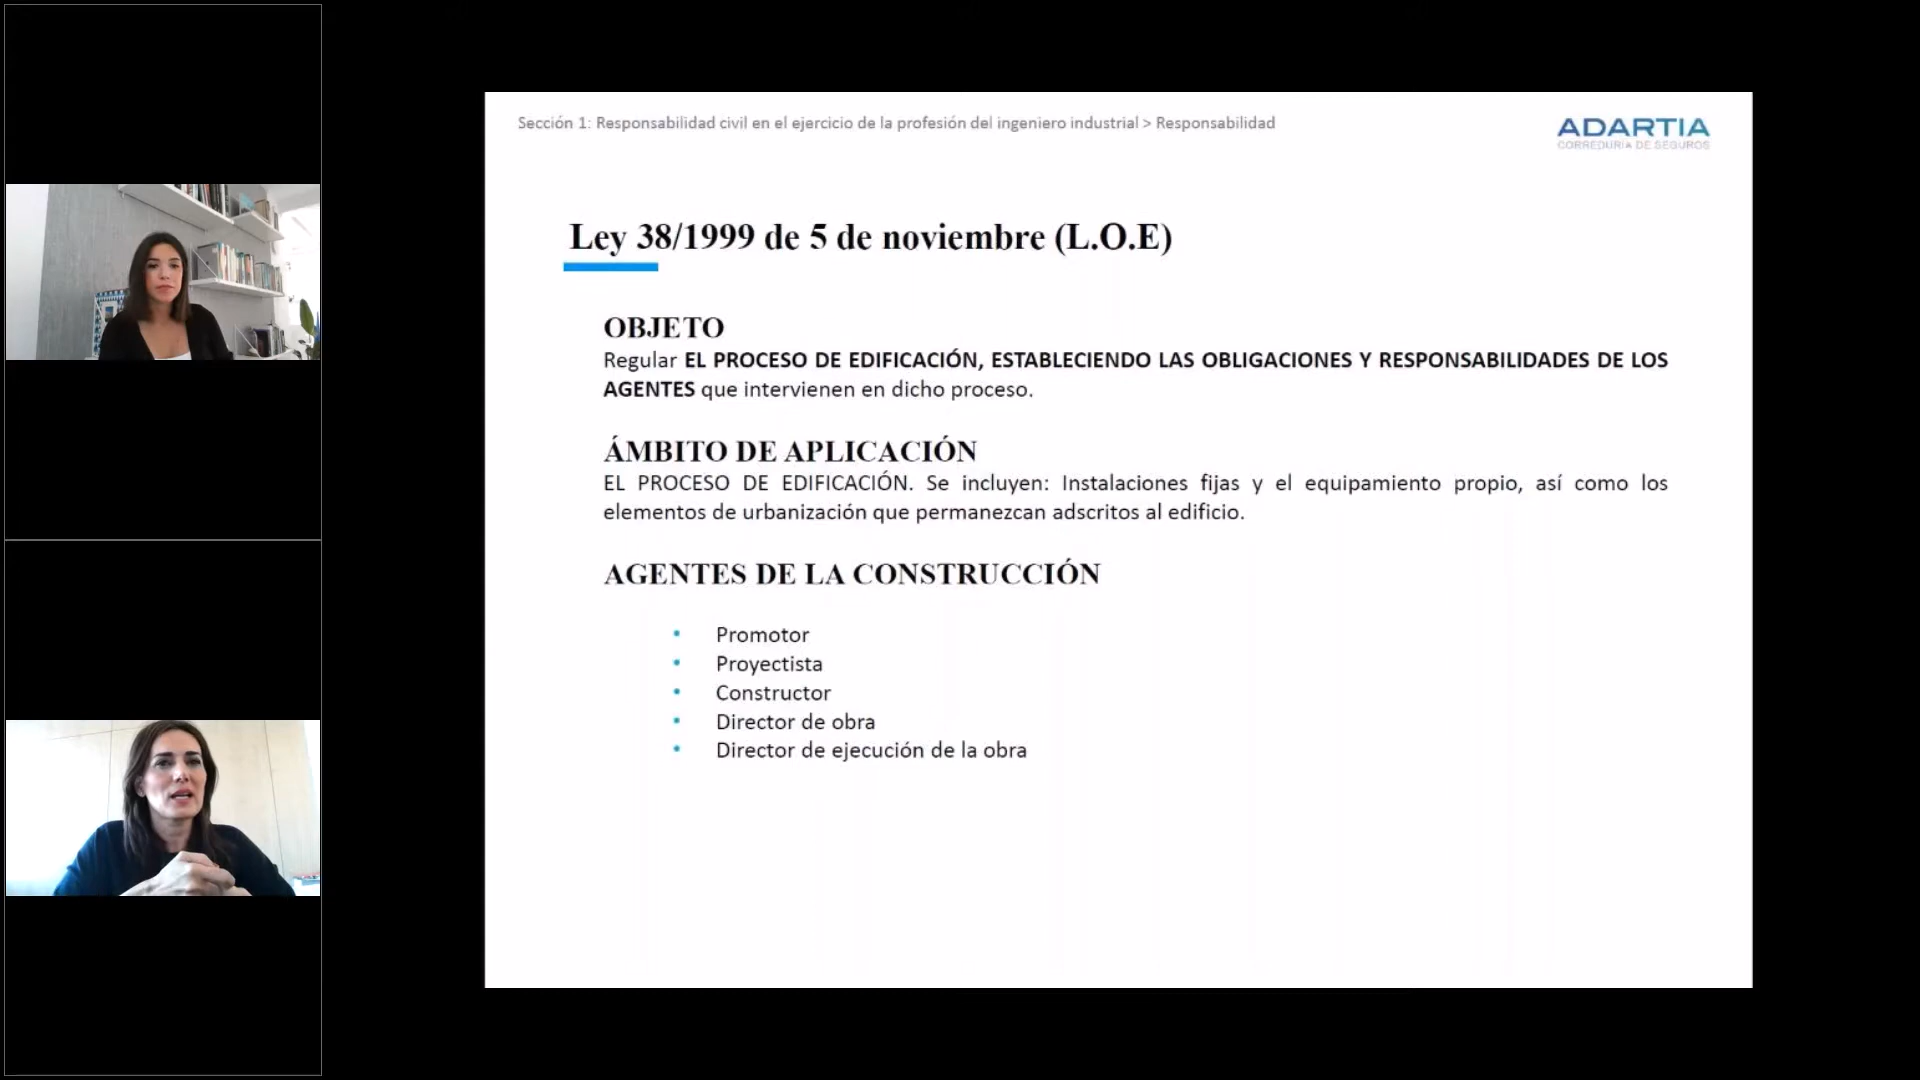 Sección 1: Responsabilidad civil en el ejercicio de la profesión del ingeniero industrial > Responsabilidad
ADARTIA
CORREDURÍA DE SEGUROS
Ley 38/1999 de 5 de noviembre (L.O.E)
OBJETO
Regular EL PROCESO DE EDIFICACIÓN, ESTABLECIENDO LAS OBLIGACIONES Y RESPONSABILIDADES DE LOS
AGENTES que intervienen en dicho proceso.
ÁMBITO DE APLICACIÓN
EL PROCESO DE EDIFICACIÓN. Se incluyen: Instalaciones fijas y el equipamiento propio, así como los
elementos de urbanización que permanezcan adscritos al edificio.
AGENTES DE LA CONSTRUCCIÓN
• Promotor
• Proyectista
• Constructor
• Director de obra
• Director de ejecución de la obra